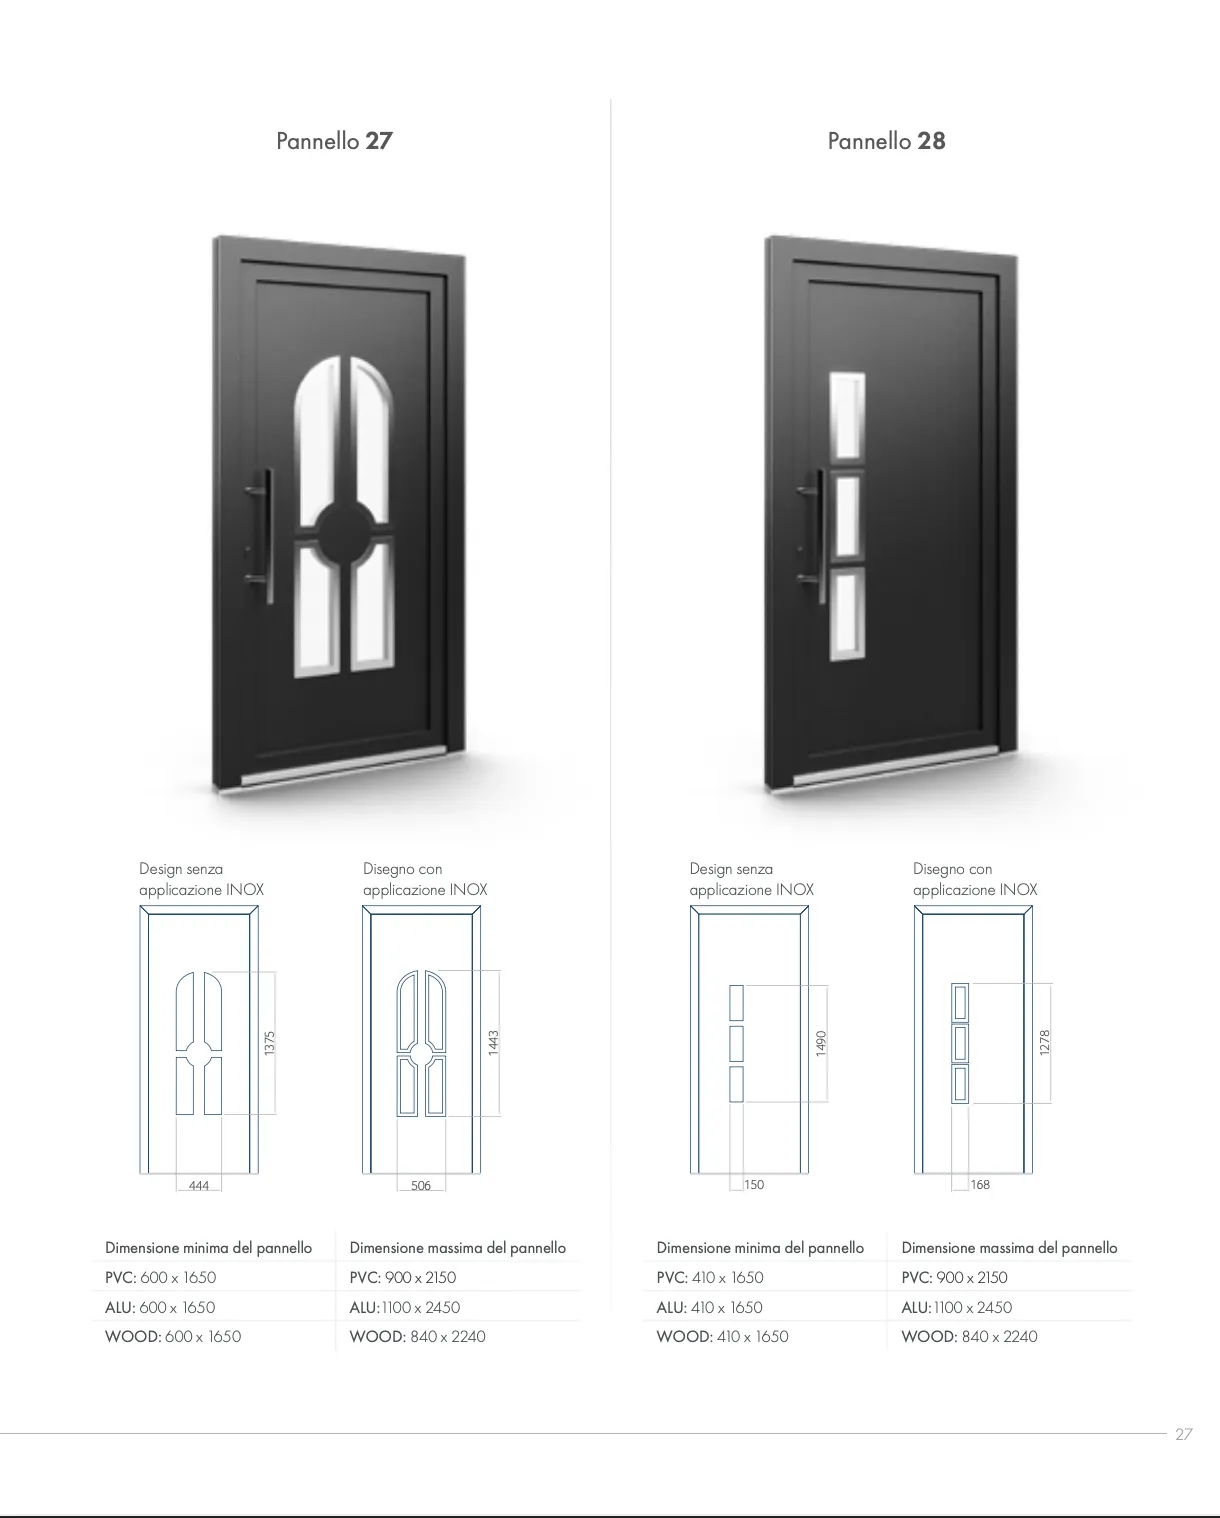 Pannello 27
Design senza
applicazione INOX
Disegno con
applicazione INOX
1375
1443
444
506
Dimensione minima del pannello
Dimensione massima del pannello
PVC: 600 x 1650
PVC: 900 x 2150
ALU: 600 x 1650
ALU:1100 x 2450
WOOD: 600 x 1650
WOOD: 840 x 2240
Pannello 28
Design senza
applicazione INOX
Disegno con
applicazione INOX
1490
1278
150
168
Dimensione minima del pannello
Dimensione massima del pannello
PVC: 410 x 1650
PVC: 900 x 2150
ALU: 410 x 1650
ALU:1100 x 2450
WOOD: 410 x 1650
WOOD: 840 x 2240
27